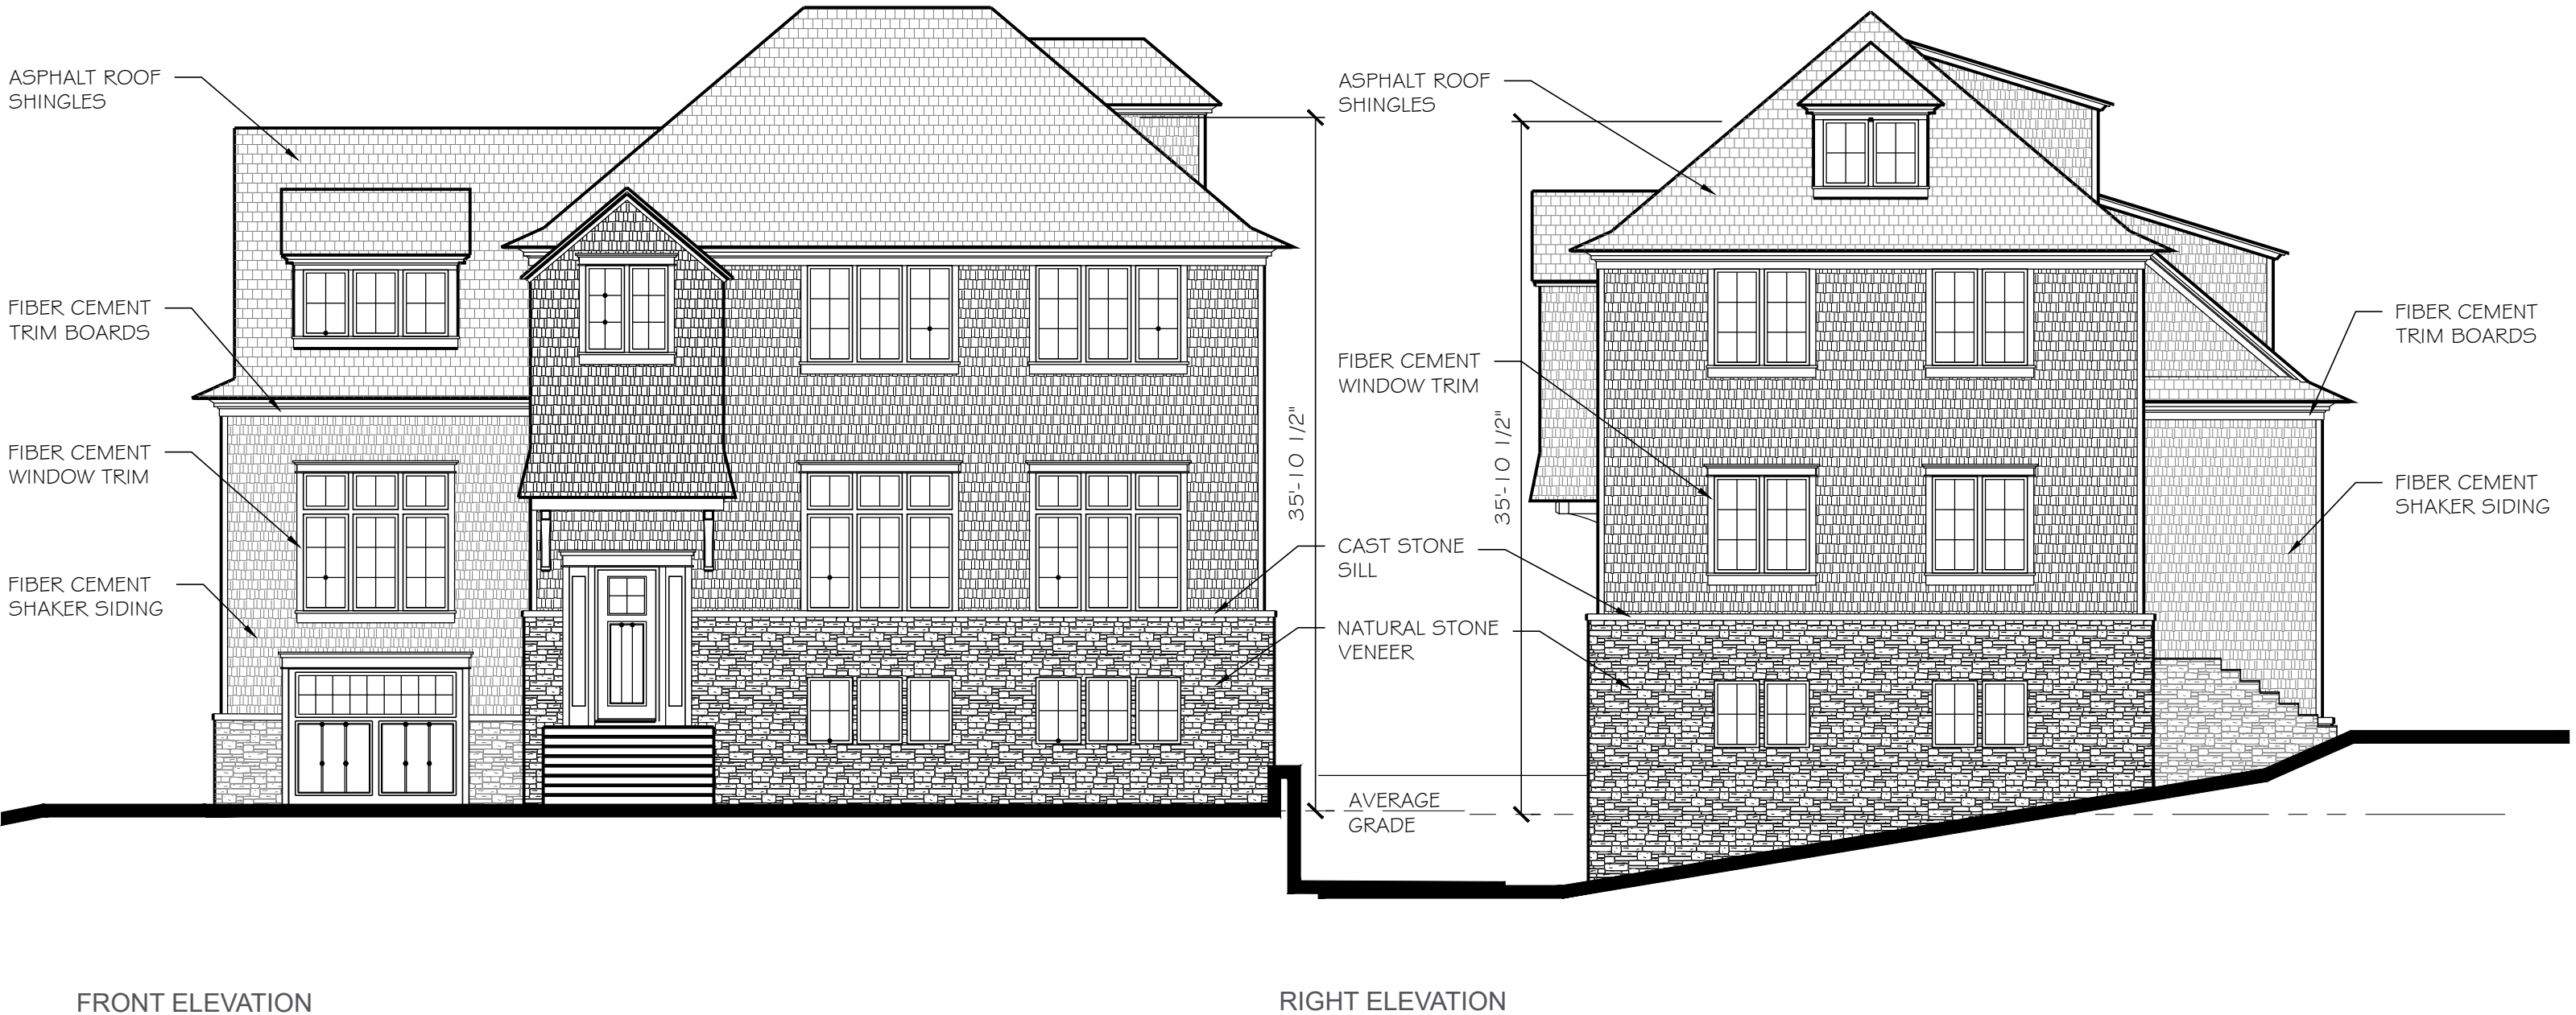 ASPHALT ROOF
SHINGLES
FIBER CEMENT
TRIM BOARDS
FIBER CEMENT
WINDOW TRIM
FIBER CEMENT
SHAKER SIDING
35'-10 1/2"
ASPHALT ROOF
SHINGLES
FIBER CEMENT
WINDOW TRIM
35'-10 1/2"
CAST STONE
SILL
NATURAL STONE
VENEER
AVERAGE
GRADE
FIBER CEMENT
TRIM BOARDS
FIBER CEMENT
SHAKER SIDING
FRONT ELEVATION
RIGHT ELEVATION